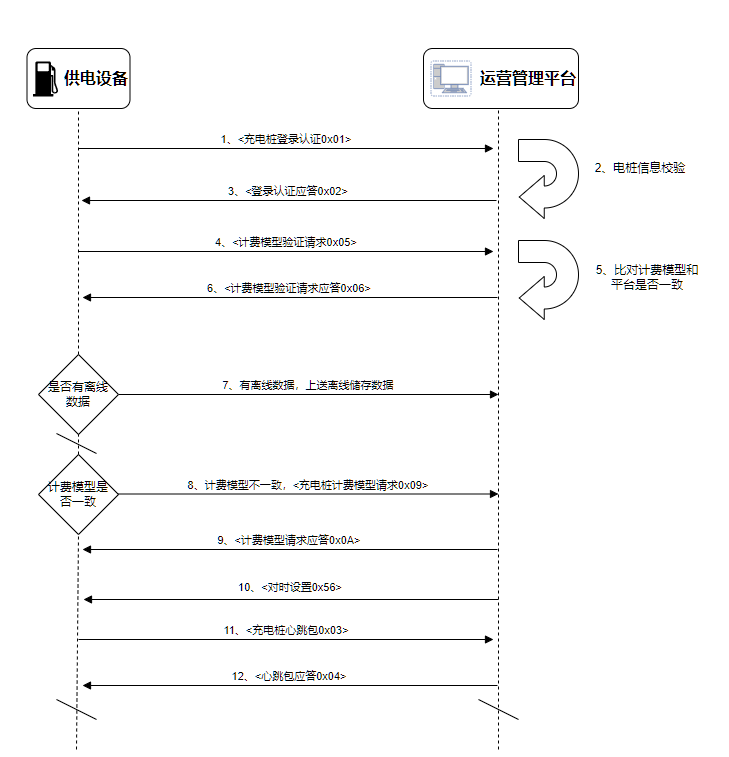 供电设备
运营管理平台
1、<充电桩登录认证0x01>
2、电桩信息校验
3、<登录认证应答0x02>
4、<计费模型验证请求0x05>
5、比对计费模型和
平台是否一致
6、<计费模型验证请求应答0x06>
是否有离线
数据
7、有离线数据，上送离线储存数据
计费模型是
否一致
8、计费模型不一致，<充电桩计费模型请求0x09>
9、<计费模型请求应答0x0A>
10、<对时设置0x56>
11、<充电桩心跳包0x03>
12、<心跳包应答0x04>